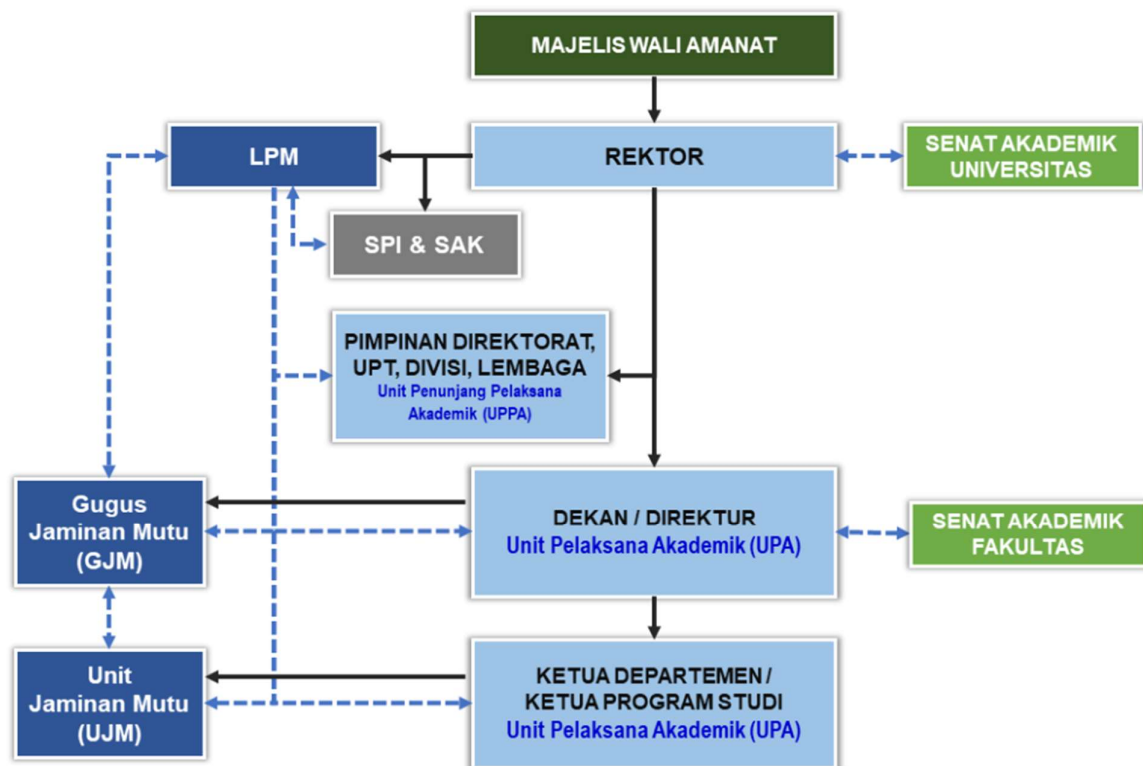 MAJELIS WALI AMANAT
LPM
REKTOR
SENAT AKADEMIK
UNIVERSITAS
SPI & SAK
PIMPINAN DIREKTORAT,
UPT, DIVISI, LEMBAGA
Unit Penunjang Pelaksana
Akademik (UPPA)
Gugus
Jaminan Mutu
(GJM)
DEKAN / DIREKTUR
Unit Pelaksana Akademik (UPA)
SENAT AKADEMIK
FAKULTAS
Unit
Jaminan Mutu
(UJM)
KETUA DEPARTEMEN /
KETUA PROGRAM STUDI
Unit Pelaksana Akademik (UPA)